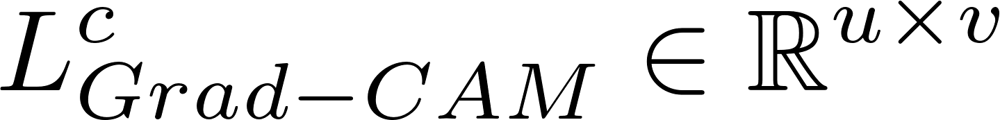 L^c_{Grad-CAM} ∈ ℝ^{u×v}